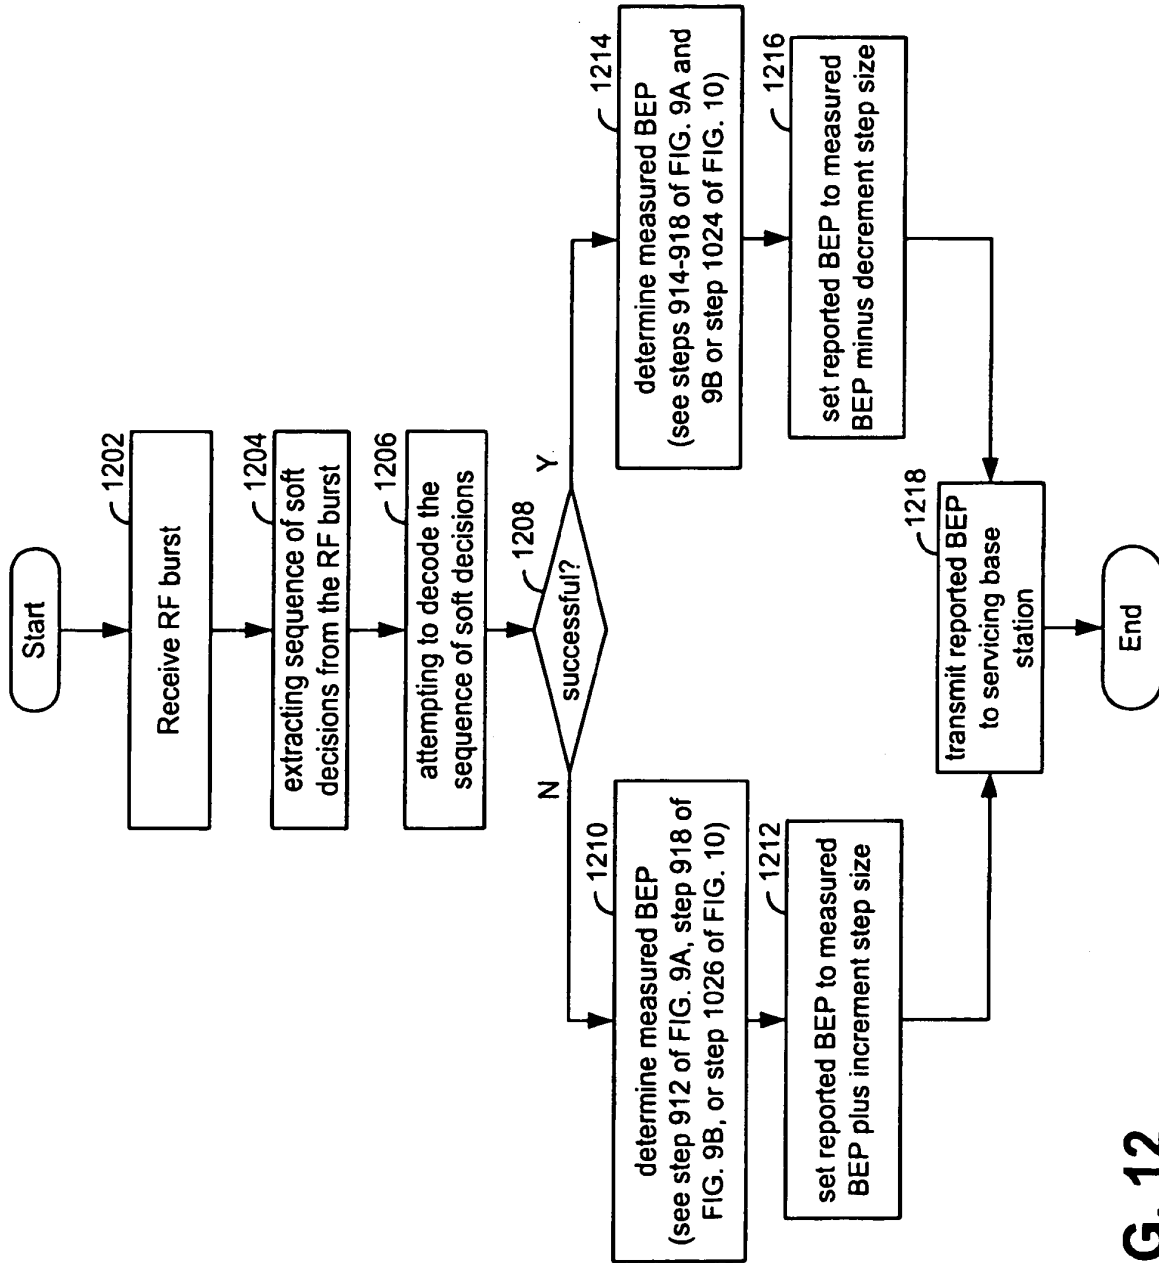 Start
1202
Receive RF burst
1204
extracting sequence of soft
decisions from the RF burst
1206
attempting to decode the
sequence of soft decisions
1208
successful?
N
Y
1210
determine measured BEP
(see step 912 of FIG. 9A, step 918 of
FIG. 9B, or step 1026 of FIG. 10)
1212
set reported BEP to measured
BEP plus increment step size
1214
determine measured BEP
(see steps 914-918 of FIG. 9A and
9B or step 1024 of FIG. 10)
1216
set reported BEP to measured
BEP minus decrement step size
1218
transmit reported BEP
to servicing base
station
End
G. 12